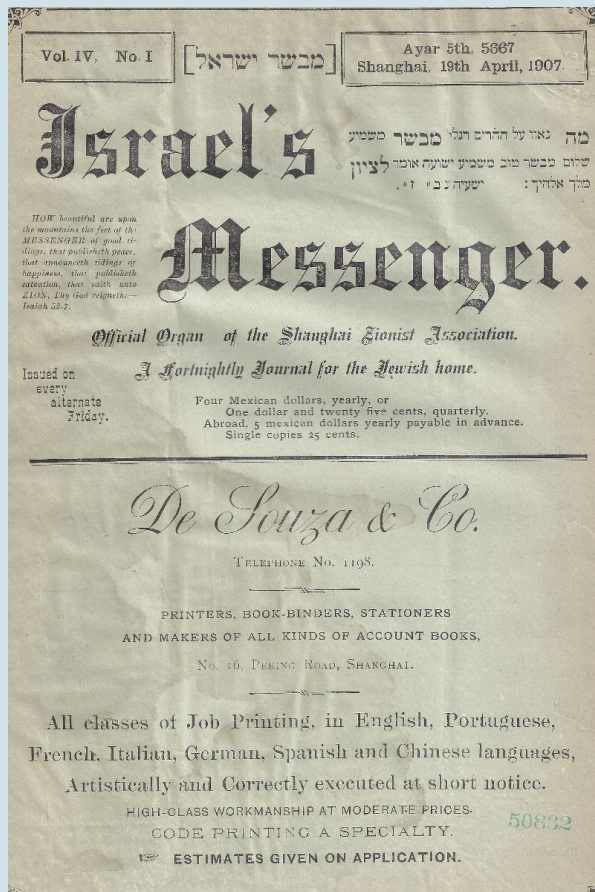 Vol. IV, No. I
[מבשר ישראל]
Ayar 5th, 5667
Shanghai, 19th April, 1907.
Israel's
מה נאוו על ההרים רגלי מבשר משמיע
שלום מבשר טוב משמיע ישועה אומר לציון
מלך אלהיך : ישעיה נ"ב ז'.
HOW beautiful are upon
the mountains the feet of the
MESSENGER of good ti-
dings, that publisheth peace,
that announceth tidings of
happiness, that publisheth
salvation, that saith unto
ZION, Thy God reigneth:—
Isaiah 52-7.
Messenger.
Official Organ of the Shanghai Zionist Association.
A Fortnightly Journal for the Jewish home.
Issued on
every
alternate
Friday.
Four Mexican dollars, yearly, or
One dollar and twenty five cents, quarterly.
Abroad, 5 mexican dollars yearly payable in advance.
Single copies 25 cents.
De Souza & Co.
TELEPHONE NO. 1198.
PRINTERS, BOOK-BINDERS, STATIONERS
AND MAKERS OF ALL KINDS OF ACCOUNT BOOKS,
No. 16, PEKING ROAD, SHANGHAI.
All classes of Job Printing, in English, Portuguese,
French, Italian, German, Spanish and Chinese languages,
Artistically and Correctly executed at short notice.
HIGH-CLASS WORKMANSHIP AT MODERATE PRICES.
CODE PRINTING A SPECIALTY.
50832
☞ ESTIMATES GIVEN ON APPLICATION.